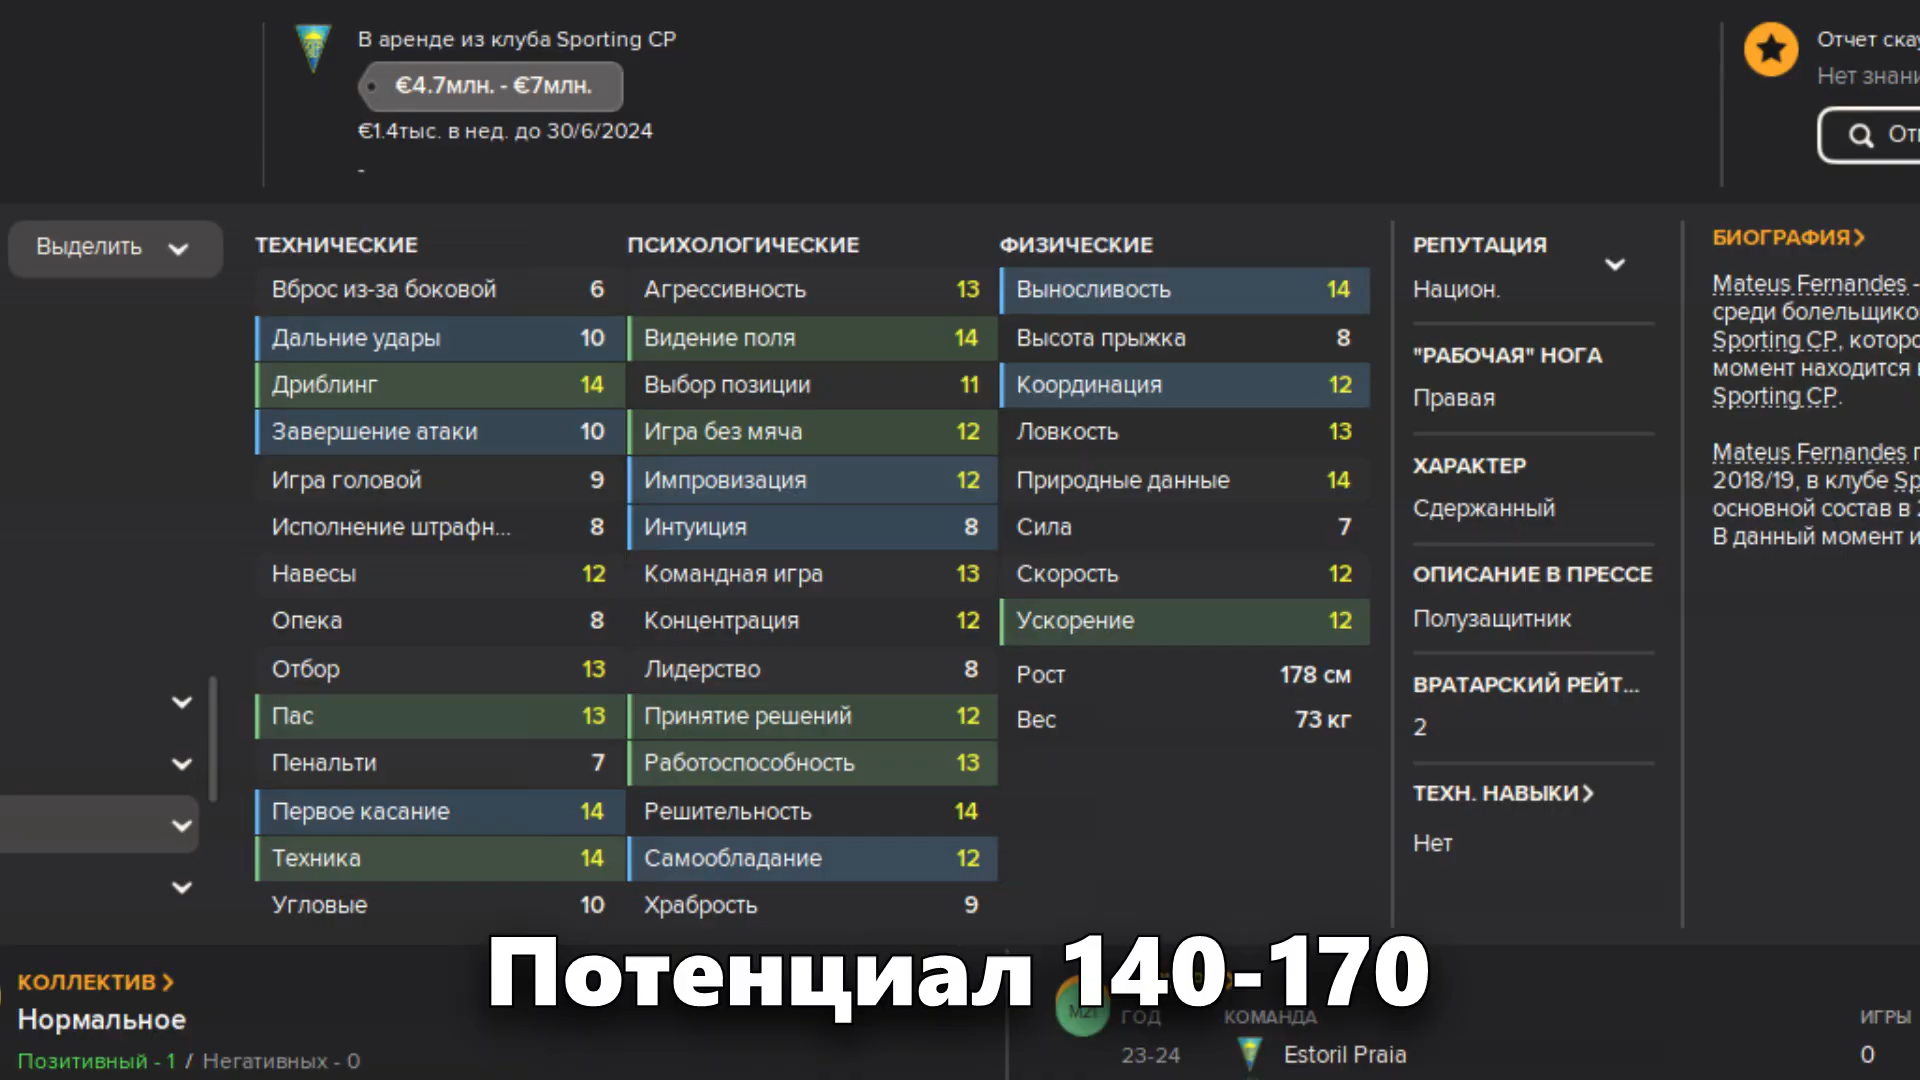 В аренде из клуба Sporting CP
€4.7млн. - €7млн.
€1.4тыс. в нед. до 30/6/2024
-
Отчет ска
Нет знан
От
Выделить
ТЕХНИЧЕСКИЕ
Вброс из-за боковой 6
Дальние удары 10
Дриблинг 14
Завершение атаки 10
Игра головой 9
Исполнение штрафн... 8
Навесы 12
Опека 8
Отбор 13
Пас 13
Пенальти 7
Первое касание 14
Техника 14
Угловые 10
ПСИХОЛОГИЧЕСКИЕ
Агрессивность 13
Видение поля 14
Выбор позиции 11
Игра без мяча 12
Импровизация 12
Интуиция 8
Командная игра 13
Концентрация 12
Лидерство 8
Принятие решений 12
Работоспособность 13
Решительность 14
Самообладание 12
Храбрость 9
ФИЗИЧЕСКИЕ
Выносливость 14
Высота прыжка 8
Координация 12
Ловкость 13
Природные данные 14
Сила 7
Скорость 12
Ускорение 12
Рост 178 см
Вес 73 кг
РЕПУТАЦИЯ
Национ.
"РАБОЧАЯ" НОГА
Правая
ХАРАКТЕР
Сдержанный
ОПИСАНИЕ В ПРЕССЕ
Полузащитник
ВРАТАРСКИЙ РЕЙТ...
2
ТЕХН. НАВЫКИ
Нет
БИОГРАФИЯ
Mateus Fernandes -
среди болельщико
Sporting CP, которо
момент находится
Sporting CP.
Mateus Fernandes
2018/19, в клубе Sp
основной состав в
В данный момент и
КОЛЛЕКТИВ
Нормальное
Позитивный - 1 / Негативных - 0
Потенциал 140-170
M21
ГОД КОМАНДА ИГРЫ
23-24 Estoril Praia 0